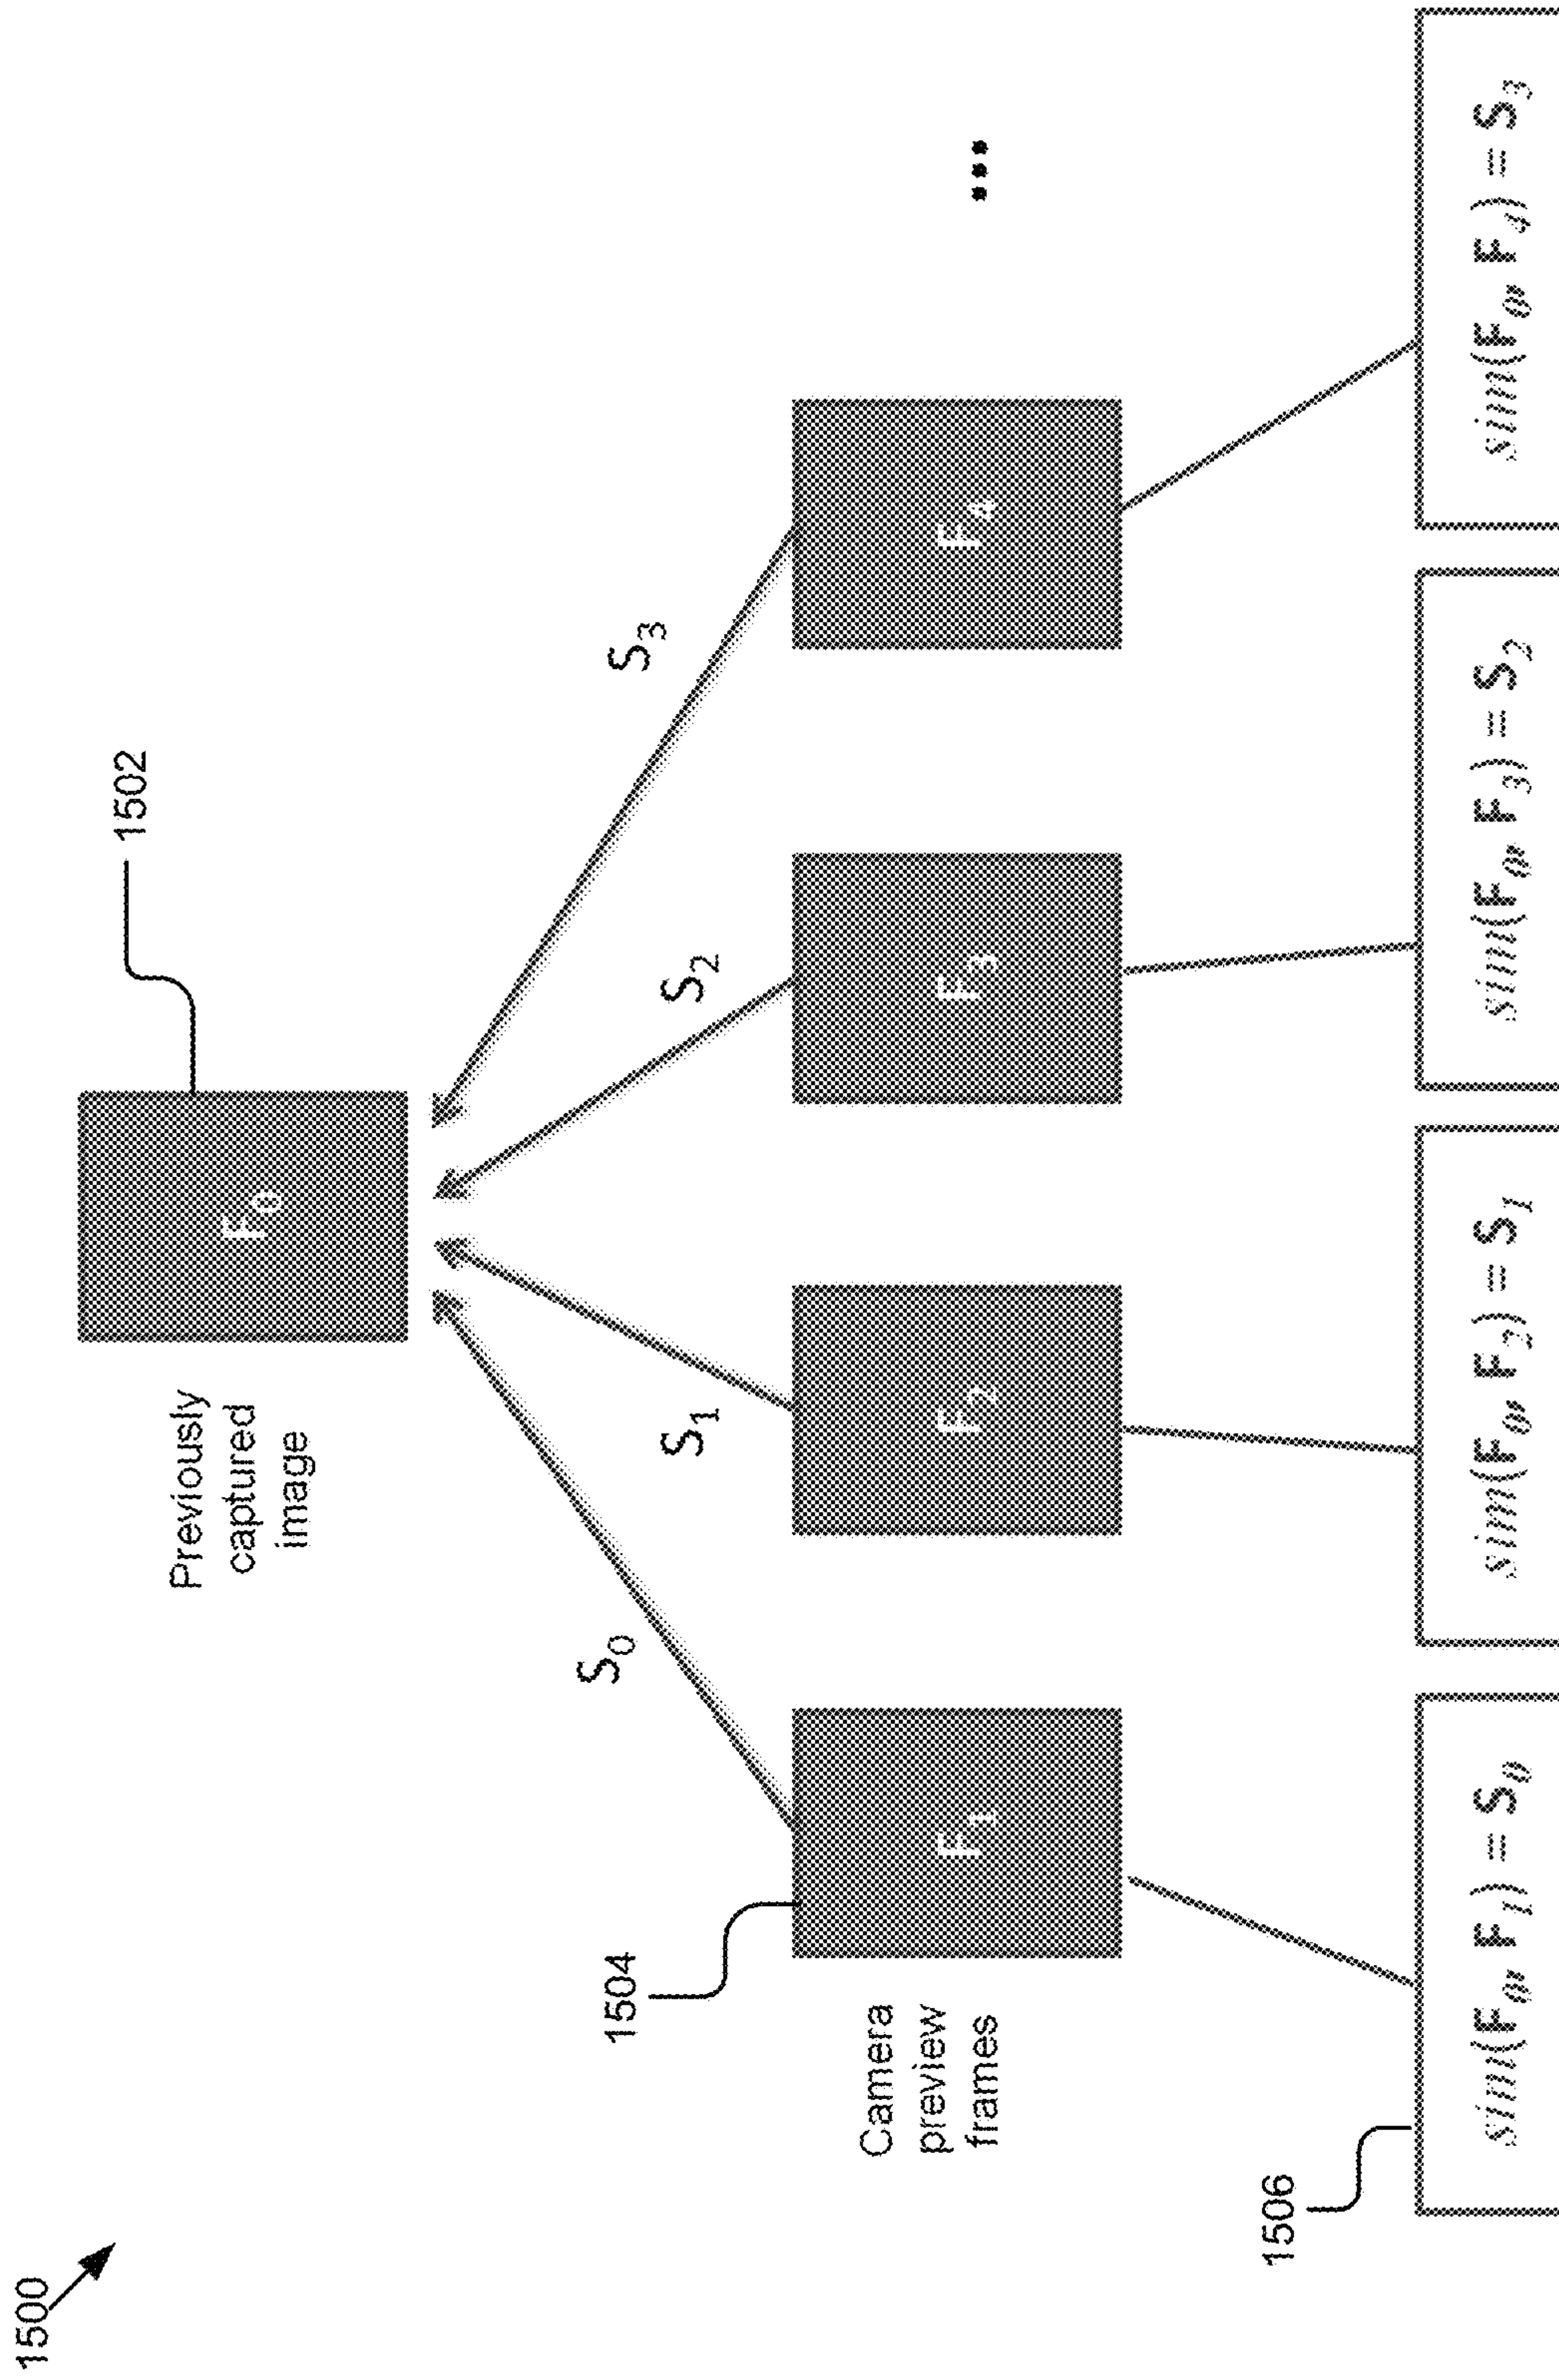 1500
1502
Previously
captured
image
F₀
S₀
S₁
S₂
S₃
1504
Camera
preview
frames
F₁
F₂
F₃
F₄
...
1506
sim(F₀, F₁) = S₀
sim(F₀, F₂) = S₁
sim(F₀, F₃) = S₂
sim(F₀, F₄) = S₃